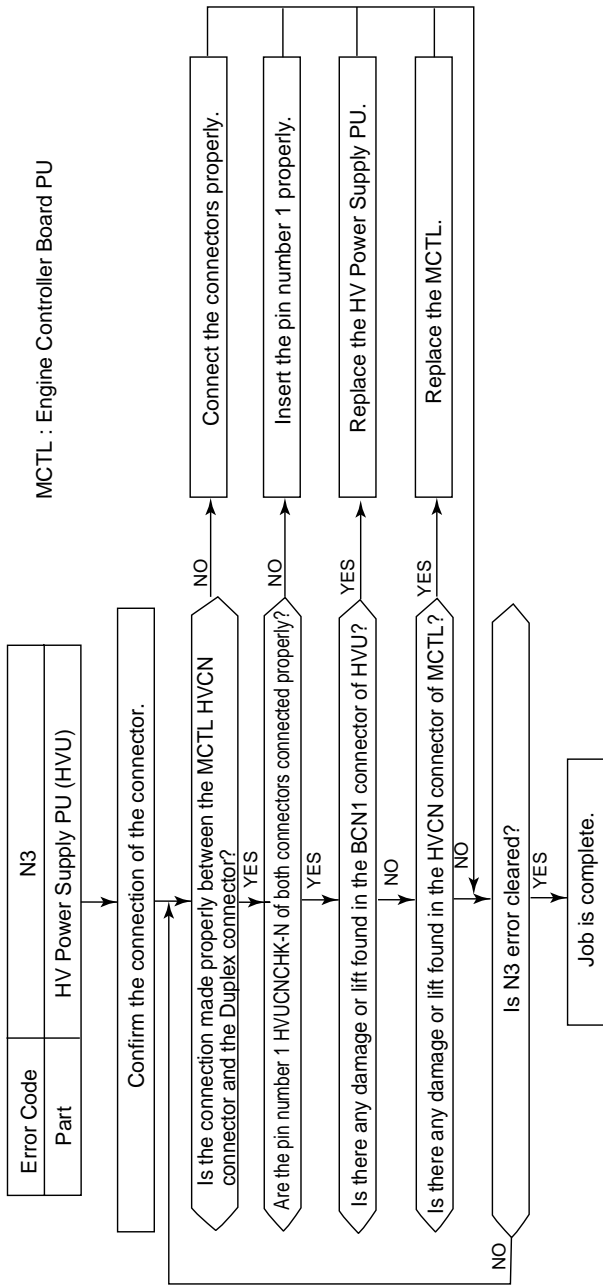 Error Code N3
Part HV Power Supply PU (HVU)
MCTL : Engine Controller Board PU
Confirm the connection of the connector.
Is the connection made properly between the MCTL HVCN
connector and the Duplex connector?
NO
Connect the connectors properly.
YES
Are the pin number 1 HVUCNCHK-N of both connectors connected properly?
NO
Insert the pin number 1 properly.
YES
Is there any damage or lift found in the BCN1 connector of HVU?
YES
Replace the HV Power Supply PU.
NO
Is there any damage or lift found in the HVCN connector of MCTL?
YES
Replace the MCTL.
NO
Is N3 error cleared?
NO
YES
Job is complete.